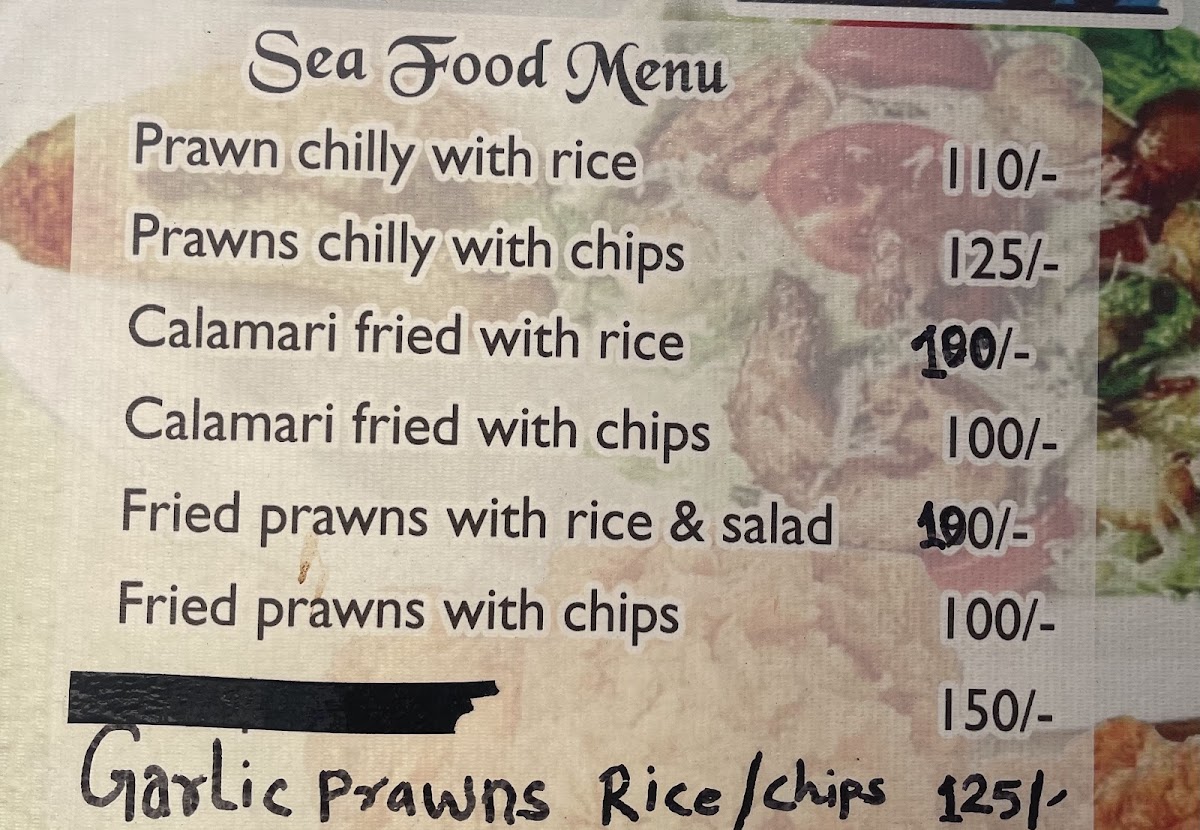 Sea Food Menu
Prawn chilly with rice 110/-
Prawns chilly with chips 125/-
Calamari fried with rice 100/-
Calamari fried with chips 100/-
Fried prawns with rice & salad 100/-
Fried prawns with chips 100/-
150/-
Garlic Prawns Rice/chips 125/-